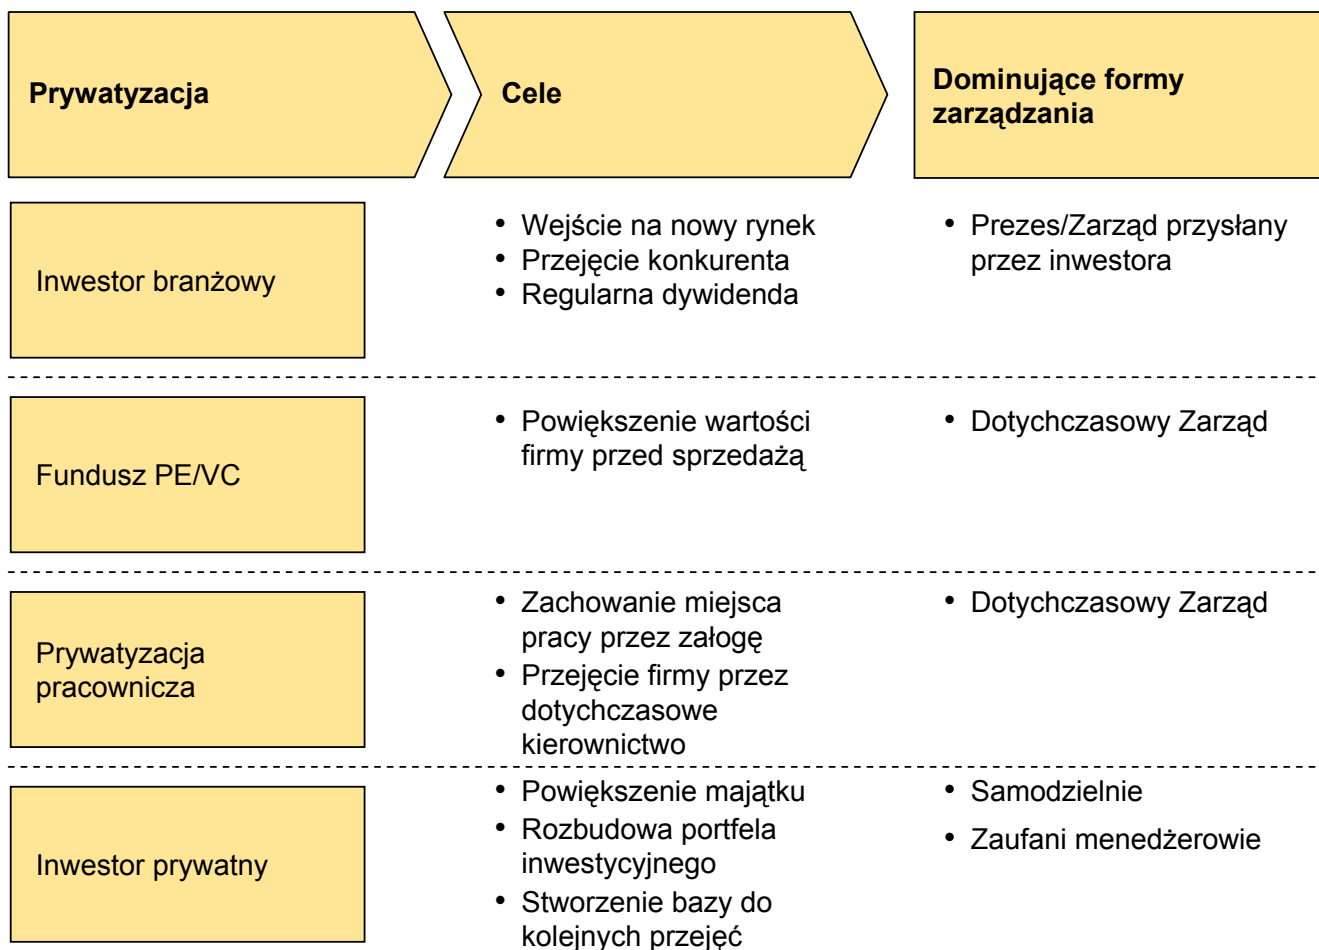 Prywatyzacja
Cele
Dominujące formy
zarządzania
Inwestor branżowy
• Wejście na nowy rynek
• Przejęcie konkurenta
• Regularna dywidenda
• Prezes/Zarząd przysłany
przez inwestora
Fundusz PE/VC
• Powiększenie wartości
firmy przed sprzedażą
• Dotychczasowy Zarząd
Prywatyzacja
pracownicza
• Zachowanie miejsca
pracy przez załogę
• Przejęcie firmy przez
dotychczasowe
kierownictwo
• Dotychczasowy Zarząd
Inwestor prywatny
• Powiększenie majątku
• Rozbudowa portfela
inwestycyjnego
• Stworzenie bazy do
kolejnych przejęć
• Samodzielnie
• Zaufani menedżerowie